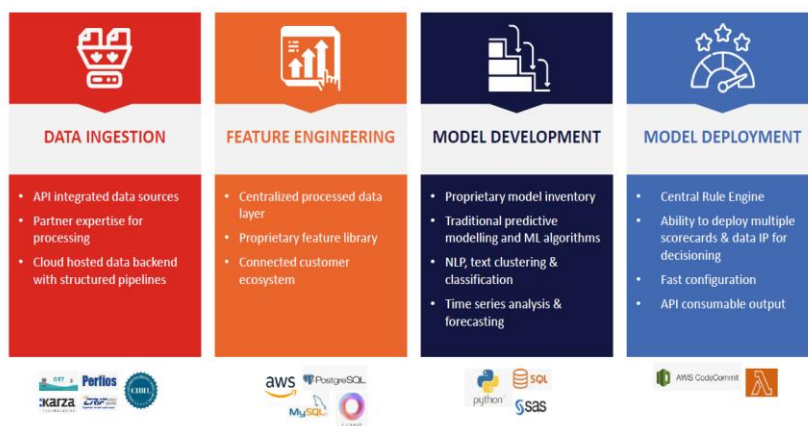 DATA INGESTION
• API integrated data sources
• Partner expertise for
processing
• Cloud hosted data backend
with structured pipelines
FEATURE ENGINEERING
• Centralized processed data
layer
• Proprietary feature library
• Connected customer
ecosystem
MODEL DEVELOPMENT
• Proprietary model inventory
• Traditional predictive
modelling and ML algorithms
• NLP, text clustering &
classification
• Time series analysis &
forecasting
MODEL DEPLOYMENT
• Central Rule Engine
• Ability to deploy multiple
scorecards & data IP for
decisioning
• Fast configuration
• API consumable output
GST
Perfios
CIBIL
KARZA
CRIF
aws
PostgreSQL
MySQL
python
SQL
sas
AWS CodeCommit